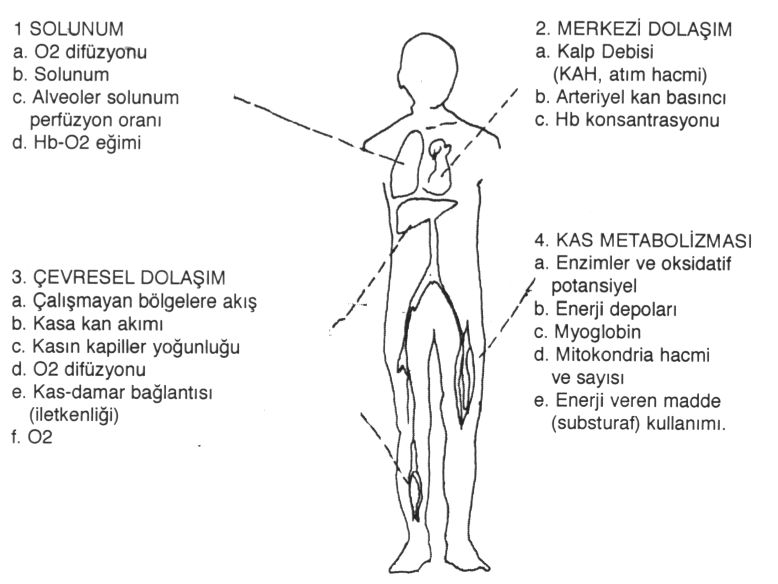 1 SOLUNUM
a. O2 difüzyonu
b. Solunum
c. Alveoler solunum
perfüzyon oranı
d. Hb-O2 eğimi
2. MERKEZİ DOLAŞIM
a. Kalp Debisi
(KAH, atım hacmi)
b. Arteriyel kan basıncı
c. Hb konsantrasyonu
3. ÇEVRESEL DOLAŞIM
a. Çalışmayan bölgelere akış
b. Kasa kan akımı
c. Kasın kapiller yoğunluğu
d. O2 difüzyonu
e. Kas-damar bağlantısı
(iletkenliği)
f. O2
4. KAS METABOLİZMASI
a. Enzimler ve oksidatif
potansiyel
b. Enerji depoları
c. Myoglobin
d. Mitokondria hacmi
ve sayısı
e. Enerji veren madde
(substuraf) kullanımı.